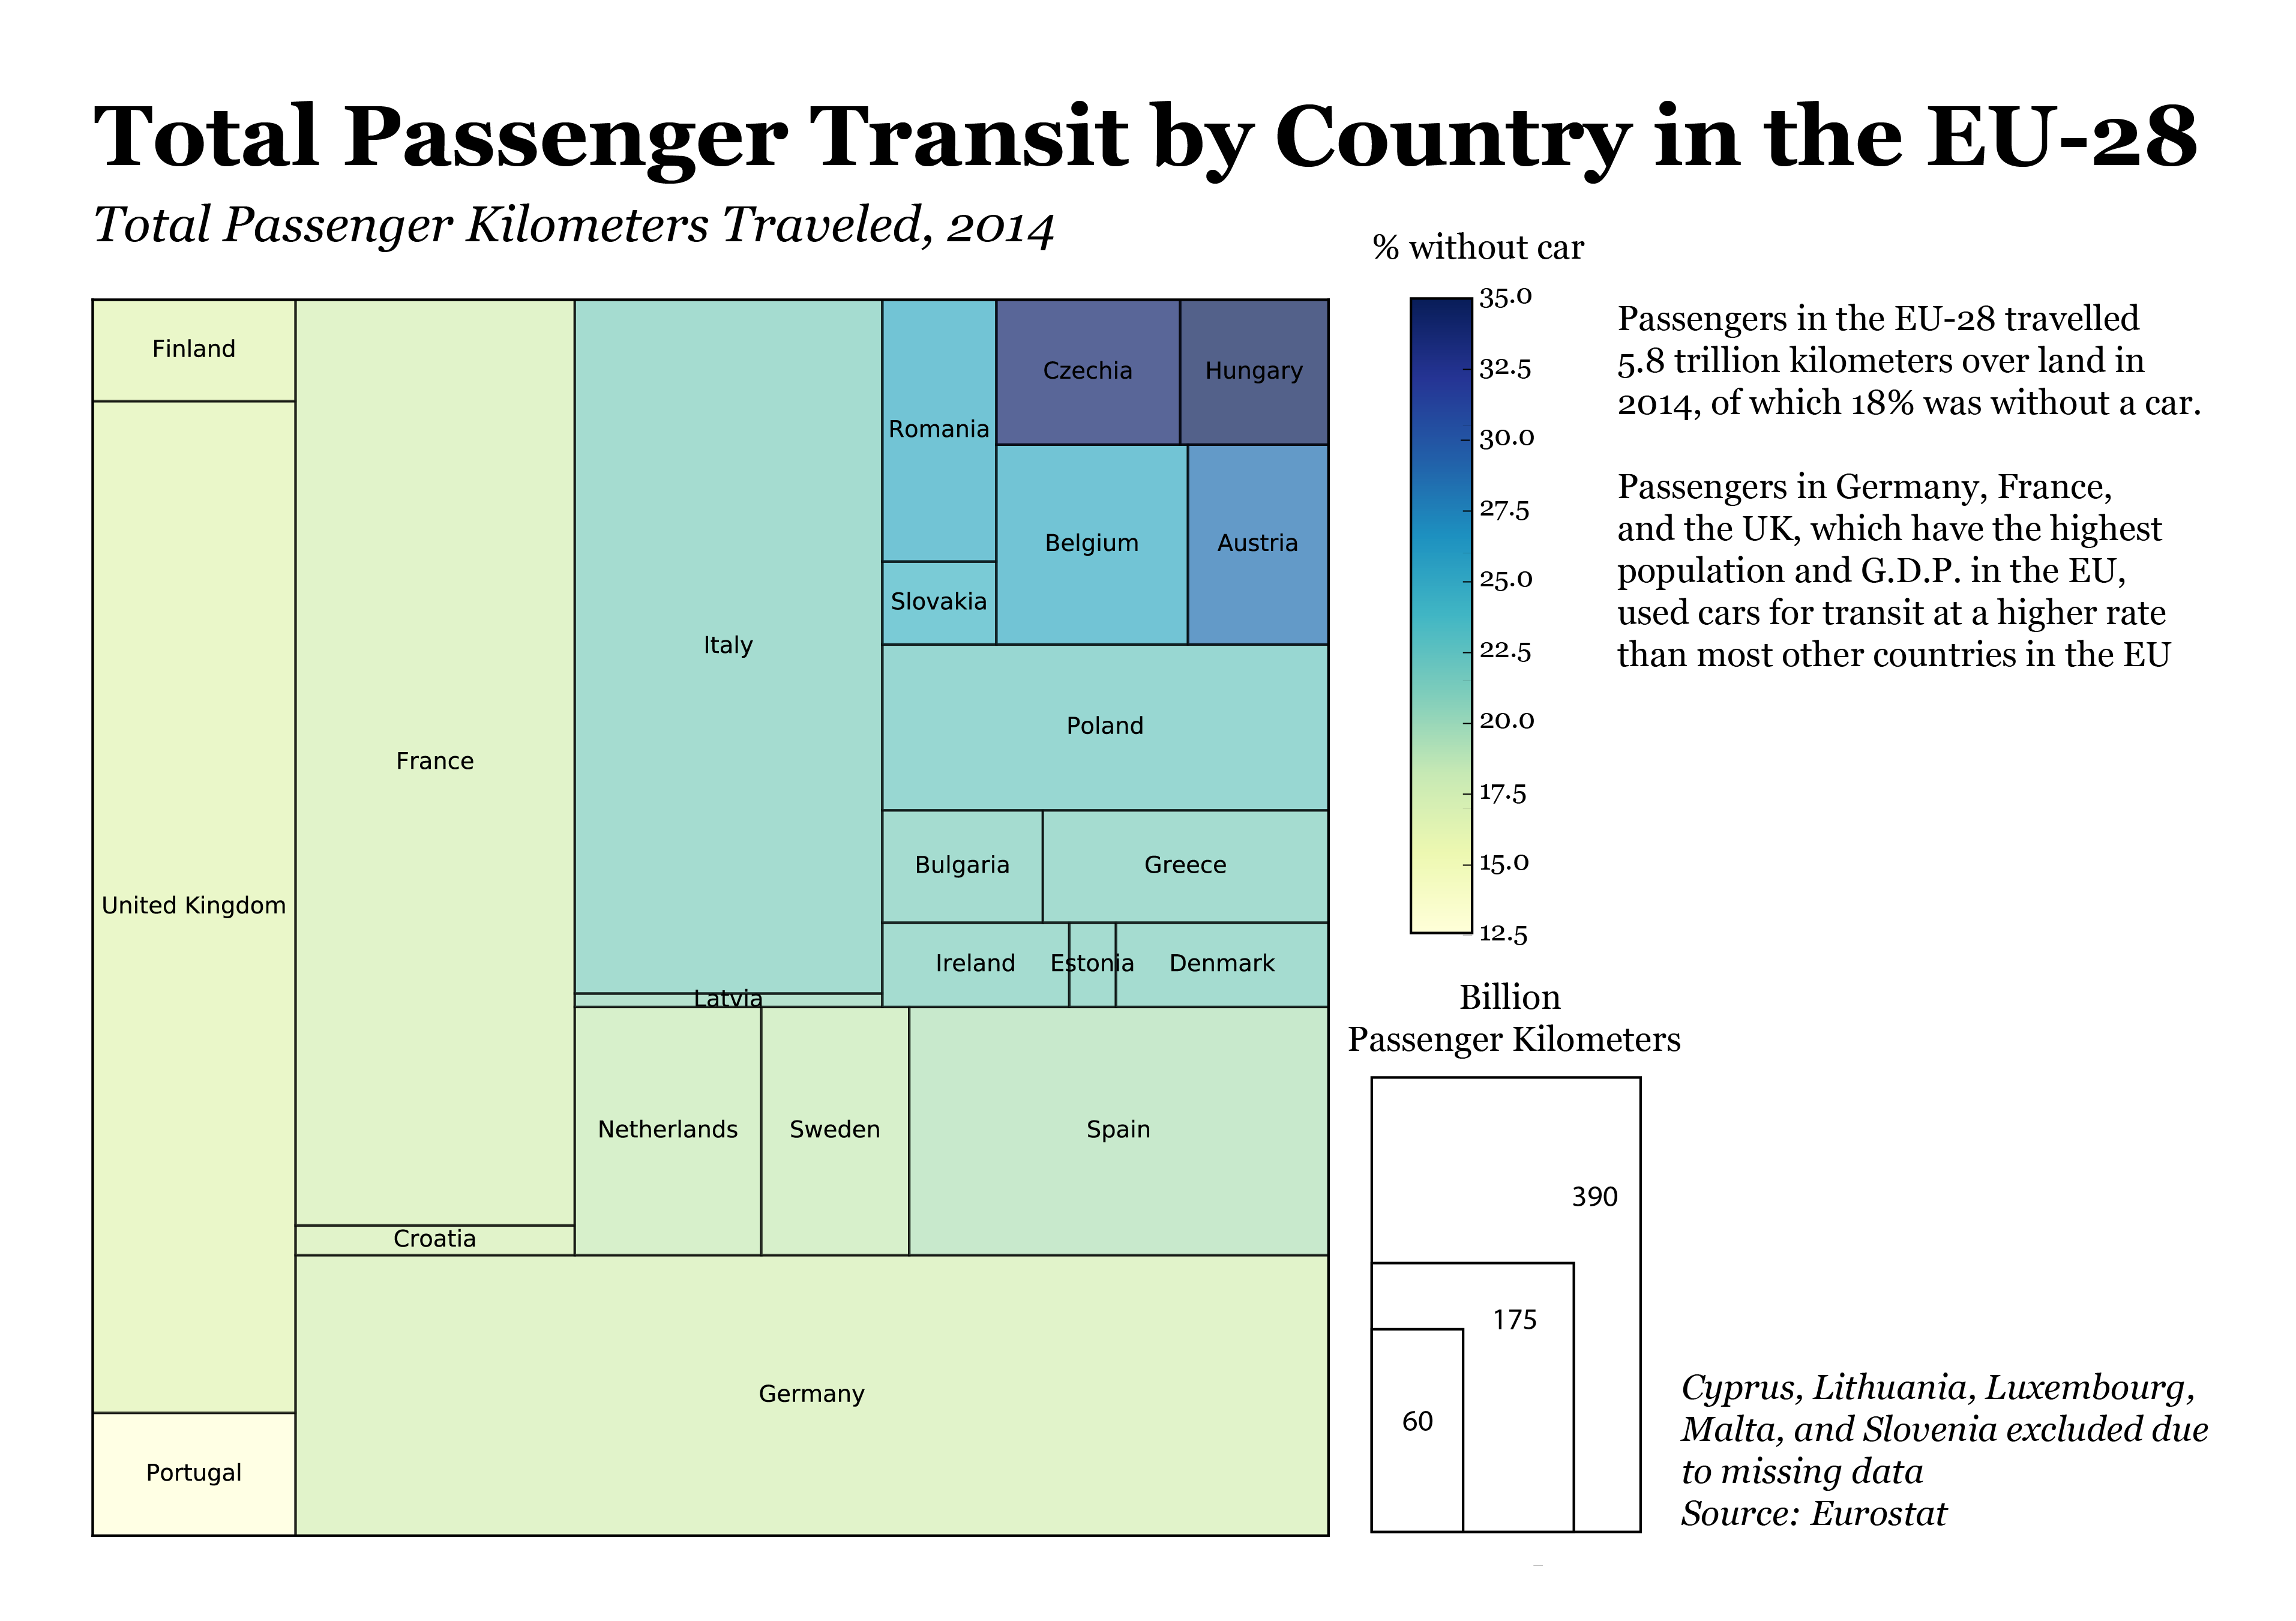 Total Passenger Transit by Country in the EU-28
Total Passenger Kilometers Traveled, 2014
Finland
United Kingdom
Portugal
France
Croatia
Germany
Italy
Latvia
Netherlands
Sweden
Spain
Romania
Slovakia
Czechia
Hungary
Belgium
Austria
Poland
Bulgaria
Greece
Ireland
Estonia
Denmark
% without car
35.0
32.5
30.0
27.5
25.0
22.5
20.0
17.5
15.0
12.5
Passengers in the EU-28 travelled
5.8 trillion kilometers over land in
2014, of which 18% was without a car.
Passengers in Germany, France,
and the UK, which have the highest
population and G.D.P. in the EU,
used cars for transit at a higher rate
than most other countries in the EU
Billion
Passenger Kilometers
390
175
60
Cyprus, Lithuania, Luxembourg,
Malta, and Slovenia excluded due
to missing data
Source: Eurostat